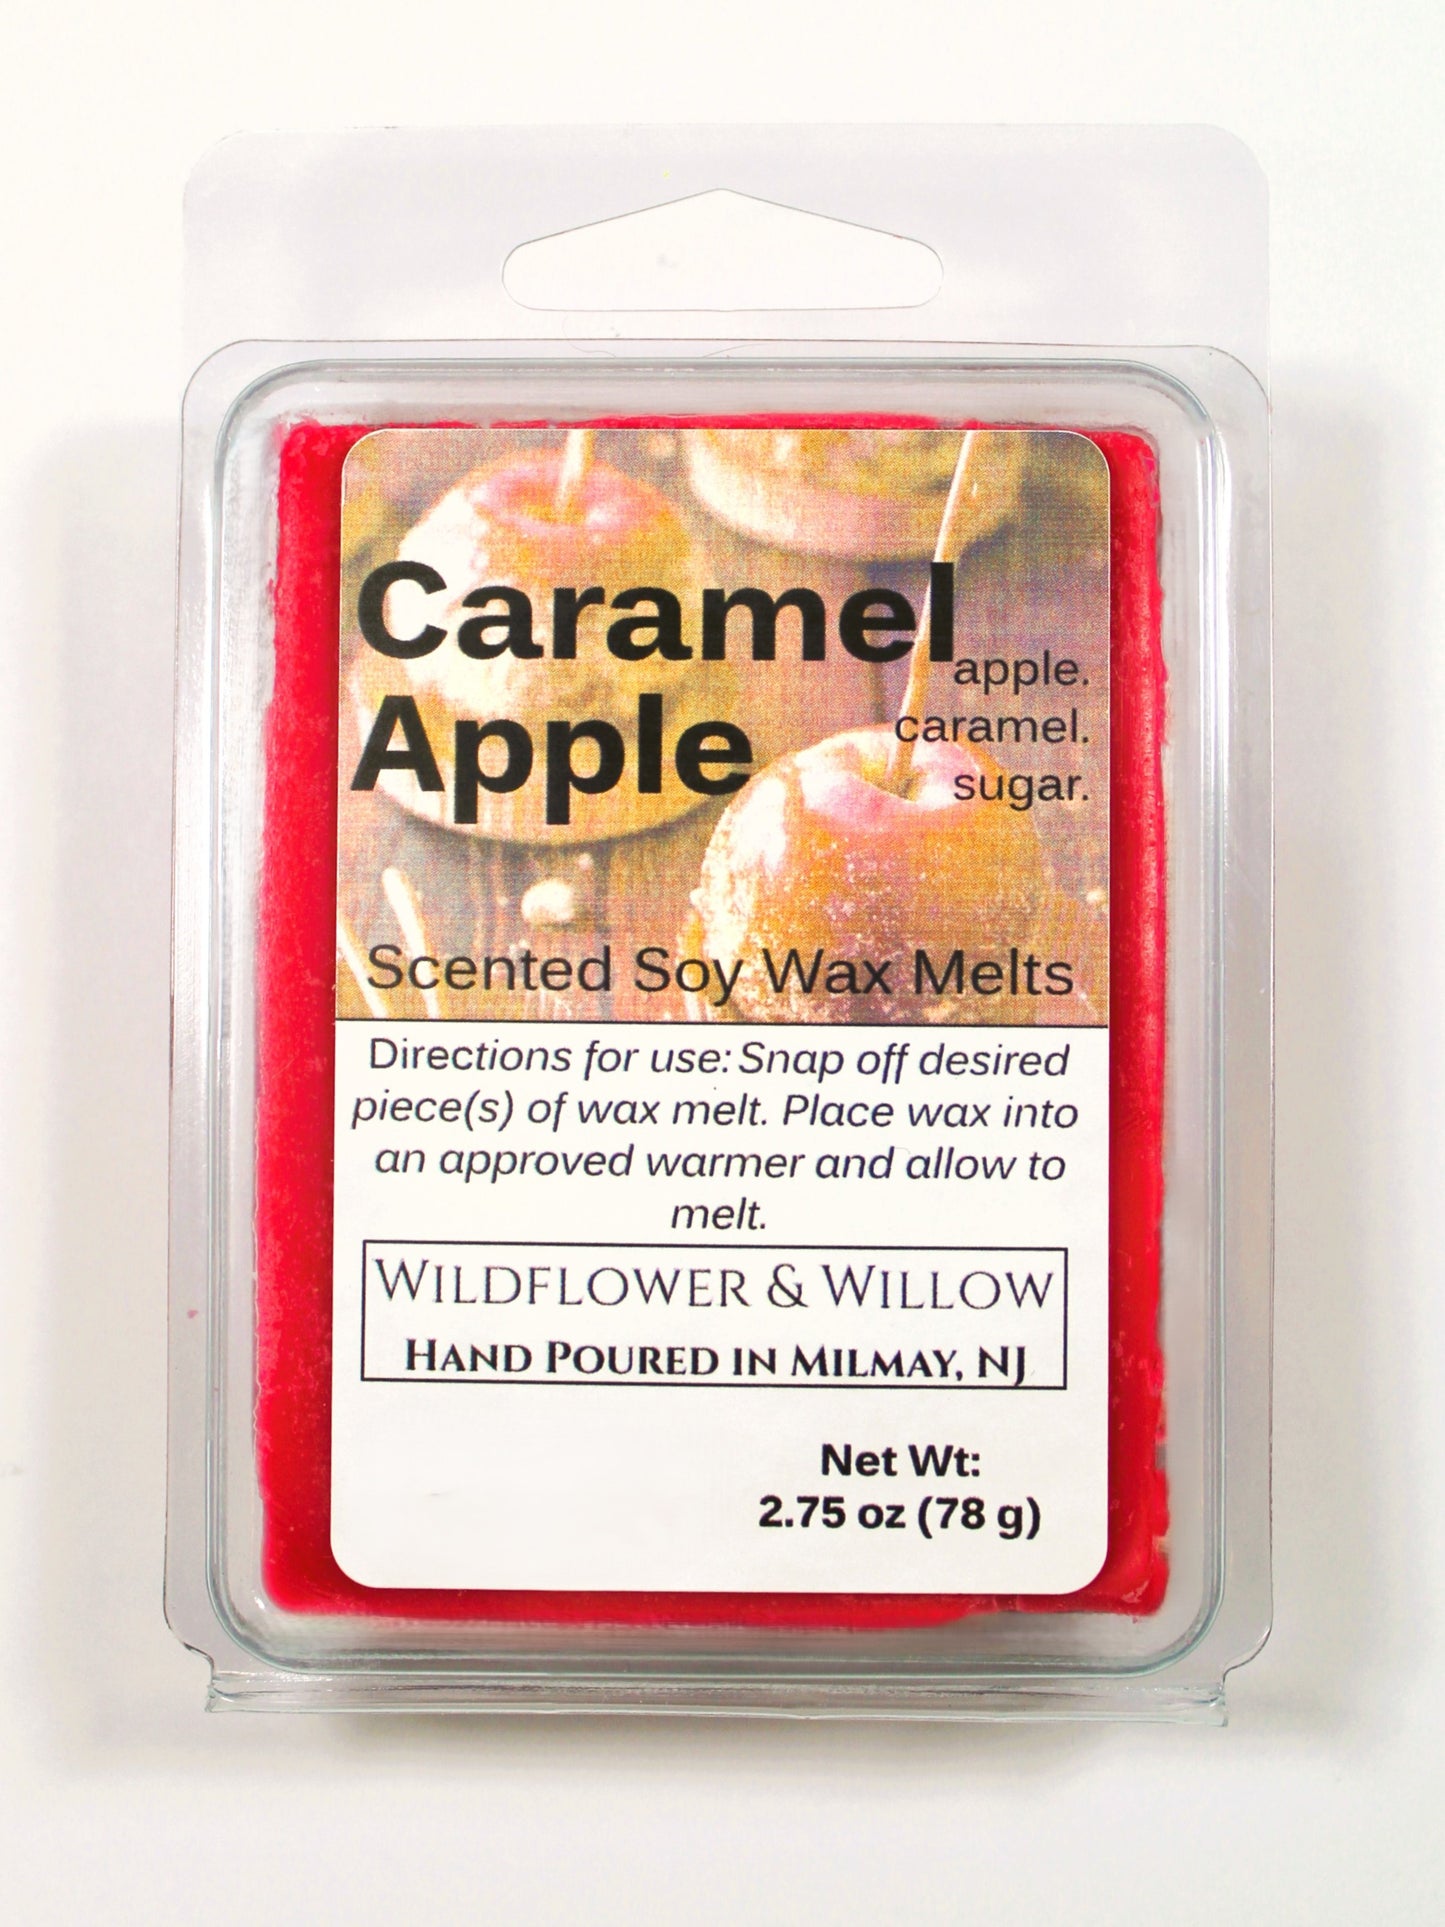 Caramel
Apple
apple.
caramel.
sugar.
Scented Soy Wax Melts
Directions for use: Snap off desired
piece(s) of wax melt. Place wax into
an approved warmer and allow to
melt.
WILDFLOWER & WILLOW
HAND POURED IN MILMAY, NJ
Net Wt:
2.75 oz (78 g)